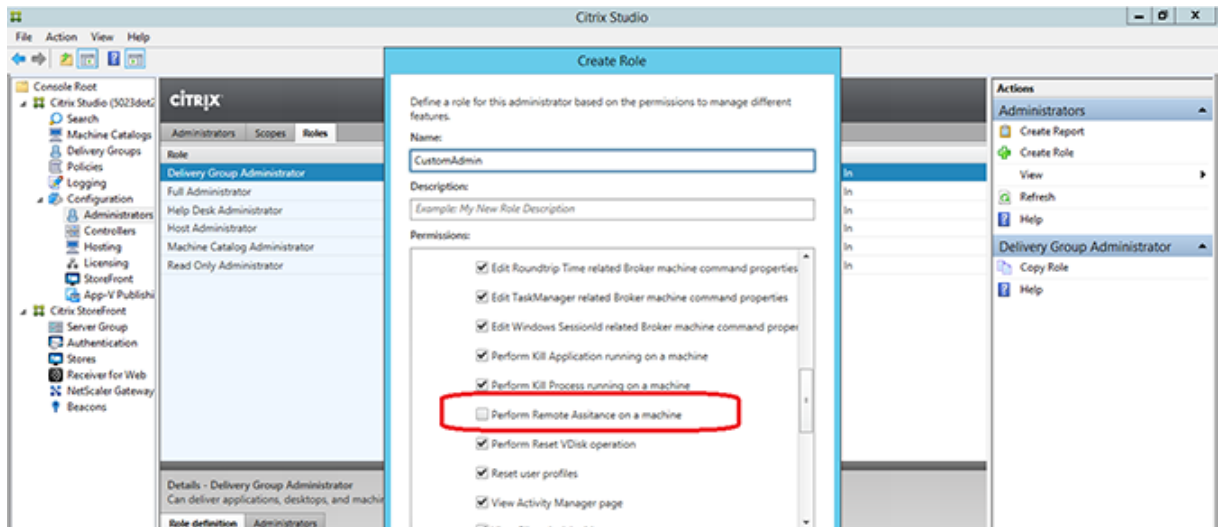 Citrix Studio
File Action View Help
Console Root
Citrix Studio (5023dot2
Search
Machine Catalogs
Delivery Groups
Policies
Logging
Configuration
Administrators
Controllers
Hosting
Licensing
StoreFront
App-V Publishi
Citrix StoreFront
Server Group
Authentication
Stores
Receiver for Web
NetScaler Gateway
Beacons
CITRIX
Administrators Scopes Roles
Role
Delivery Group Administrator
Full Administrator
Help Desk Administrator
Host Administrator
Machine Catalog Administrator
Read Only Administrator
Details - Delivery Group Administrator
Can deliver applications, desktops, and machin
Role definition Administrators
Create Role
Define a role for this administrator based on the permissions to manage different
features.
Name:
CustomAdmin
Description:
Example: My New Role Description
Permissions:
Edit Roundtrip Time related Broker machine command properties
Edit TaskManager related Broker machine command properties
Edit Windows SessionId related Broker machine command proper
Perform Kill Application running on a machine
Perform Kill Process running on a machine
Perform Remote Assitance on a machine
Perform Reset VDisk operation
Reset user profiles
View Activity Manager page
In
In
In
In
In
In
Actions
Administrators
Create Report
Create Role
View
Refresh
Help
Delivery Group Administrator
Copy Role
Help